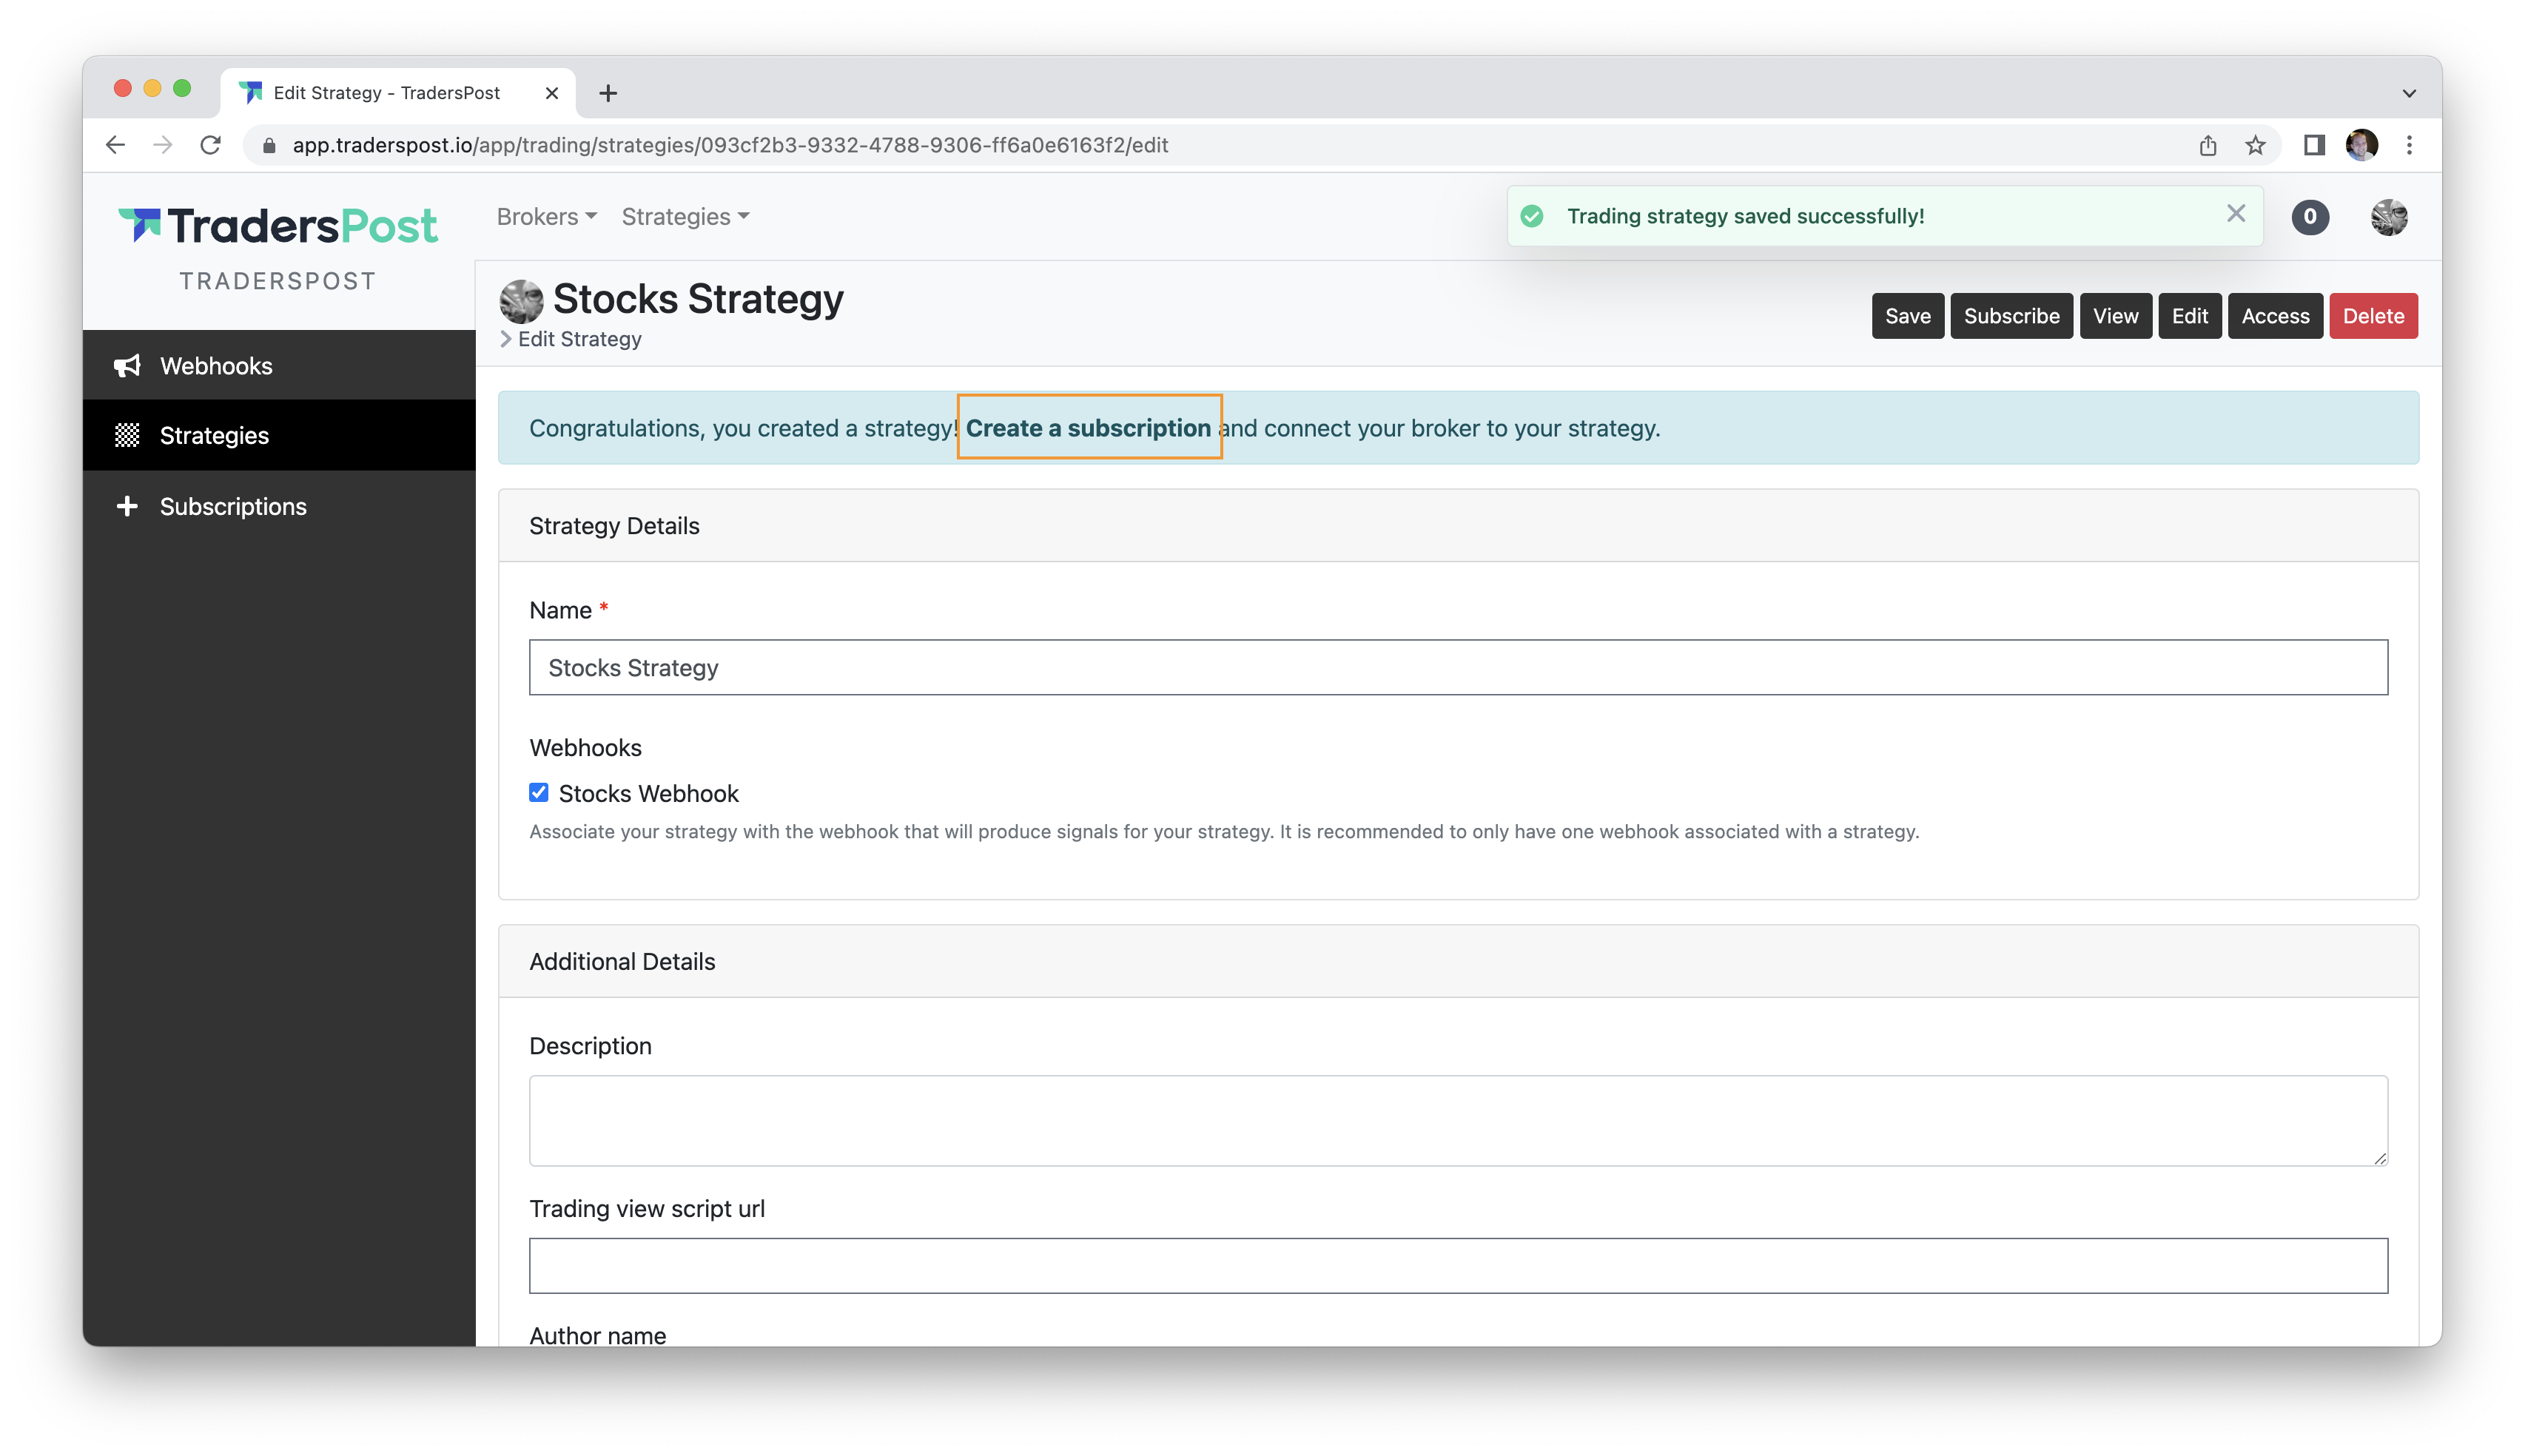 Edit Strategy - TradersPost
app.traderspost.io/app/trading/strategies/093cf2b3-9332-4788-9306-ff6a0e6163f2/edit
TradersPost
TRADERSPOST
Brokers
Strategies
Trading strategy saved successfully!
0
Webhooks
Strategies
Subscriptions
Stocks Strategy
Edit Strategy
Save
Subscribe
View
Edit
Access
Delete
Congratulations, you created a strategy! Create a subscription and connect your broker to your strategy.
Strategy Details
Name *
Stocks Strategy
Webhooks
Stocks Webhook
Associate your strategy with the webhook that will produce signals for your strategy. It is recommended to only have one webhook associated with a strategy.
Additional Details
Description
Trading view script url
Author name